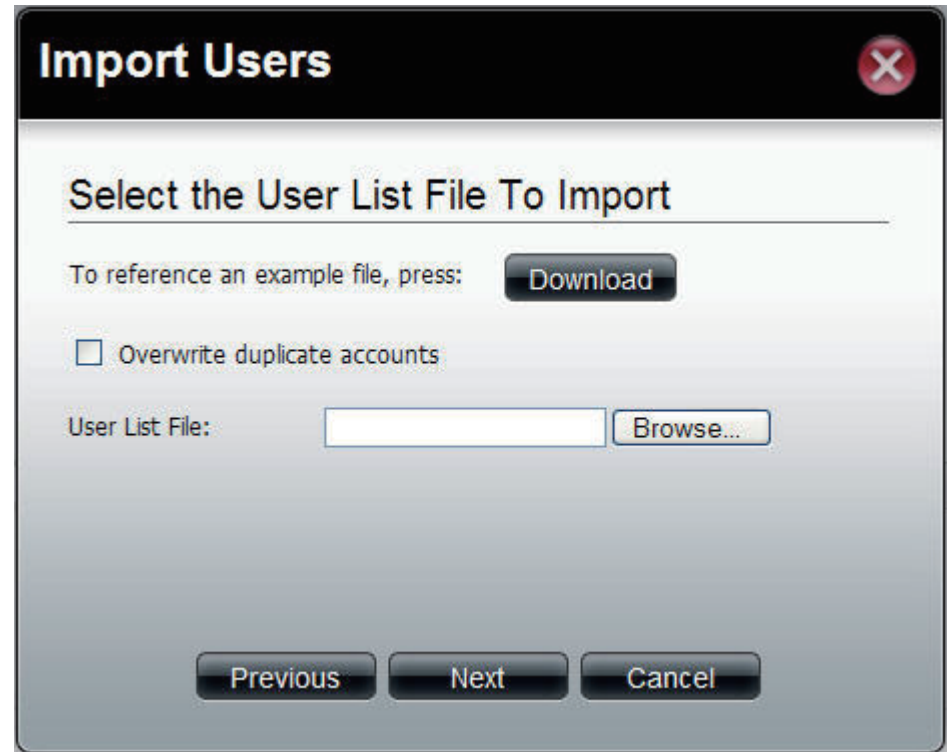 Import Users
Select the User List File To Import
To reference an example file, press: Download
Overwrite duplicate accounts
User List File: Browse...
Previous Next Cancel